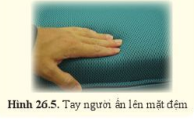 Hình 26.5. Tay người ấn lên mặt đệm